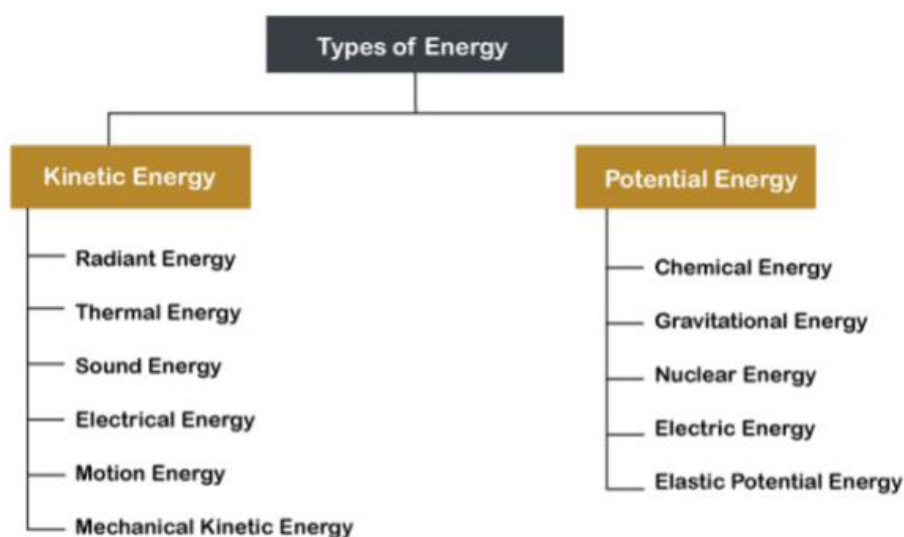 Types of Energy
Kinetic Energy
Radiant Energy
Thermal Energy
Sound Energy
Electrical Energy
Motion Energy
Mechanical Kinetic Energy
Potential Energy
Chemical Energy
Gravitational Energy
Nuclear Energy
Electric Energy
Elastic Potential Energy